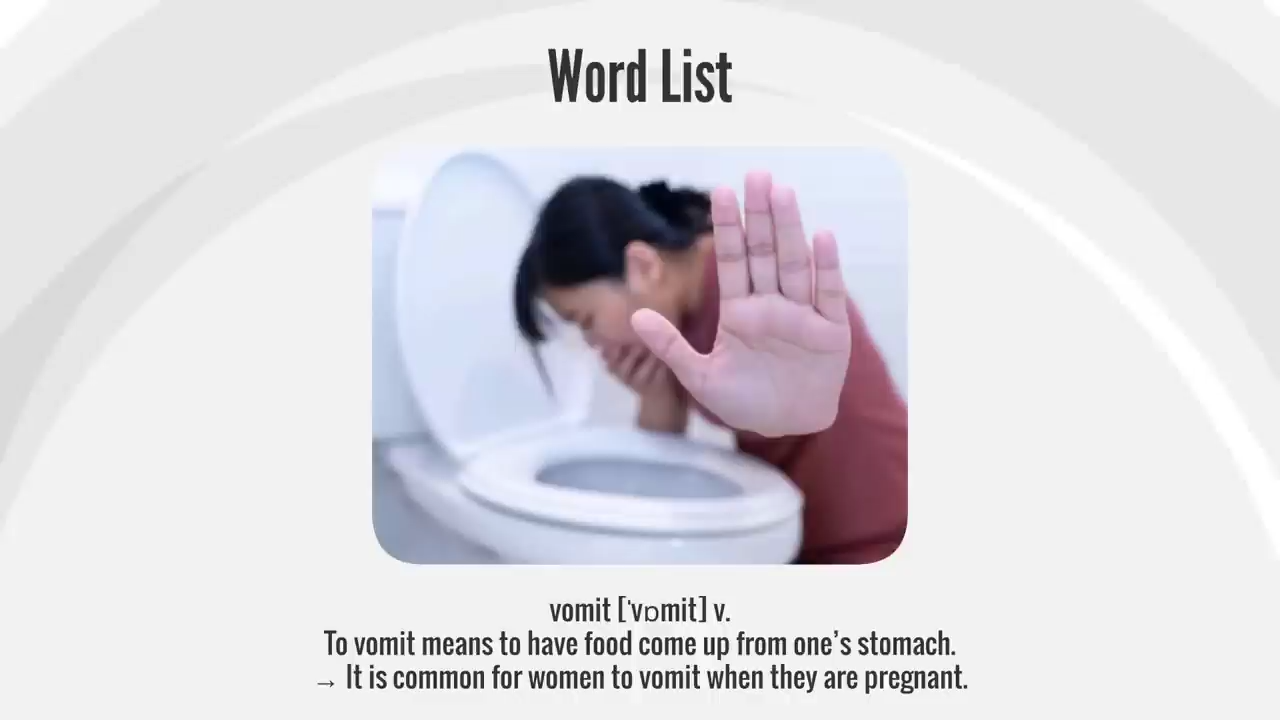 Word List
vomit [ˈvɒmit] v.
To vomit means to have food come up from one’s stomach.
→ It is common for women to vomit when they are pregnant.